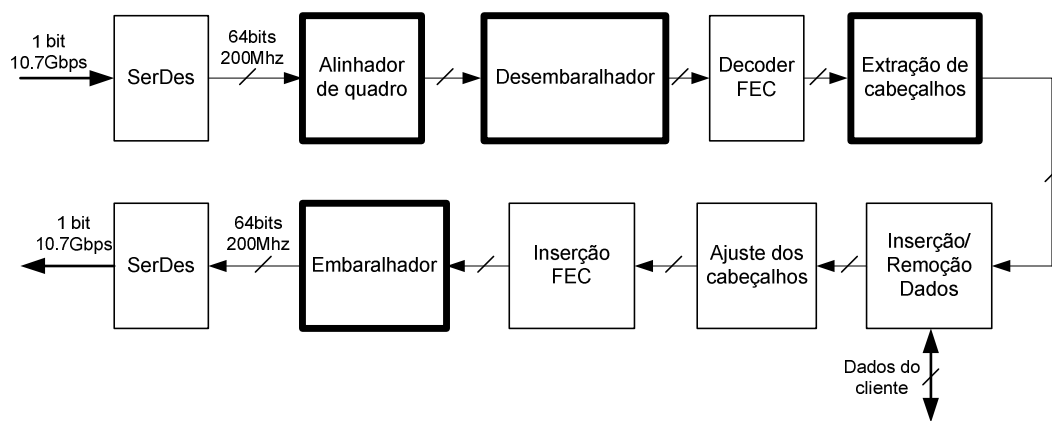 1 bit
10.7Gbps
SerDes
64bits
200Mhz
Alinhador
de quadro
Desembaralhador
Decoder
FEC
Extração de
cabeçalhos
1 bit
10.7Gbps
SerDes
64bits
200Mhz
Embaralhador
Inserção
FEC
Ajuste dos
cabeçalhos
Inserção/
Remoção
Dados
Dados do
cliente